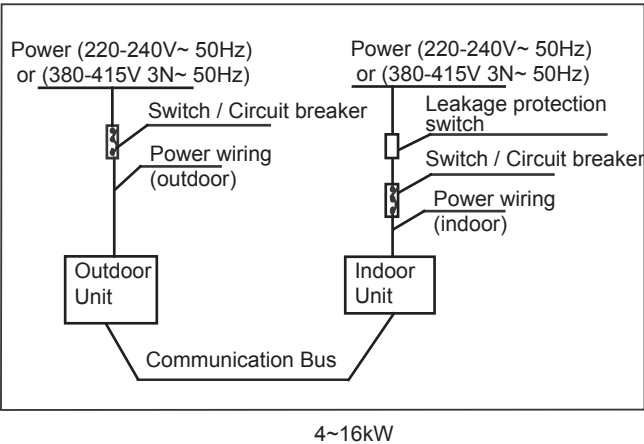 Power (220-240V~ 50Hz)
or (380-415V 3N~ 50Hz)
Switch / Circuit breaker
Power wiring
(outdoor)
Outdoor
Unit
Power (220-240V~ 50Hz)
or (380-415V 3N~ 50Hz)
Leakage protection
switch
Switch / Circuit breaker
Power wiring
(indoor)
Indoor
Unit
Communication Bus
4~16kW